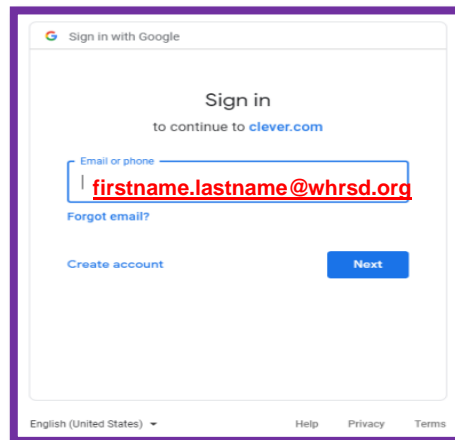 Sign in with Google
Sign in
to continue to clever.com
Email or phone
firstname.lastname@whrsd.org
Forgot email?
Create account Next
English (United States) Help Privacy Terms